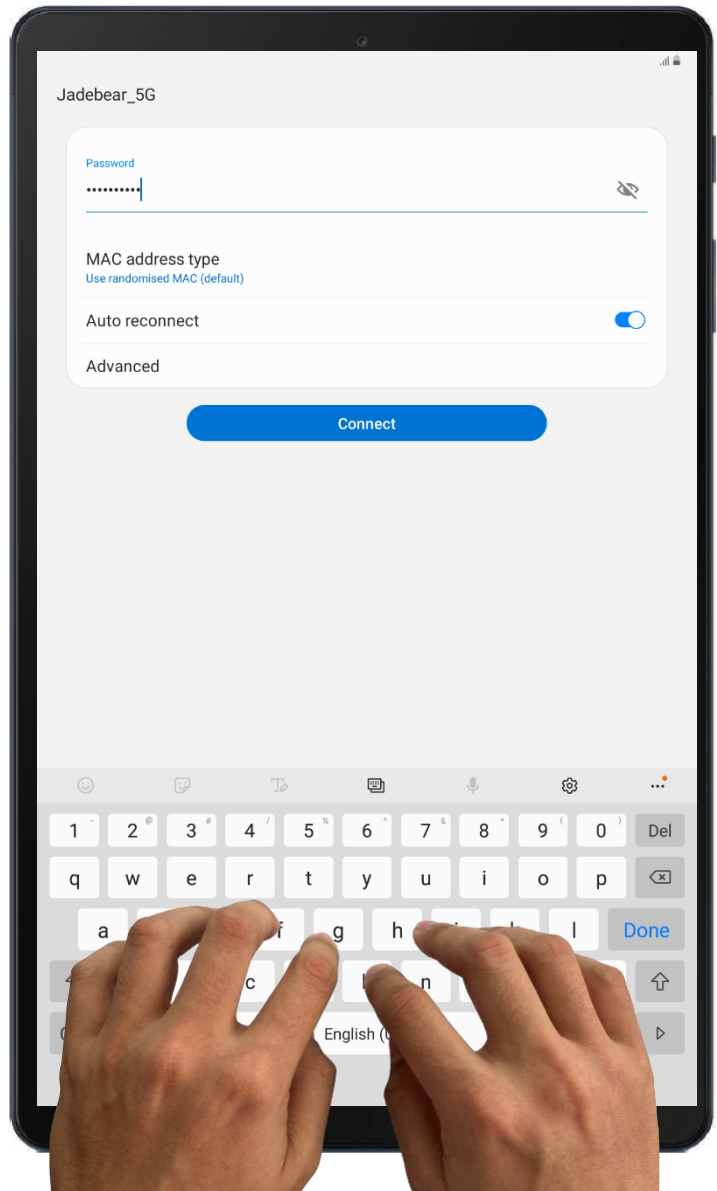 Jadebear_5G
Password
••••••••••
MAC address type
Use randomised MAC (default)
Auto reconnect
Advanced
Connect
1 2 @ 3 # 4 / 5 % 6 ^ 7 & 8 * 9 ( 0 ) Del
q w e r t y u i o p
a f g h l Done
c n
English (